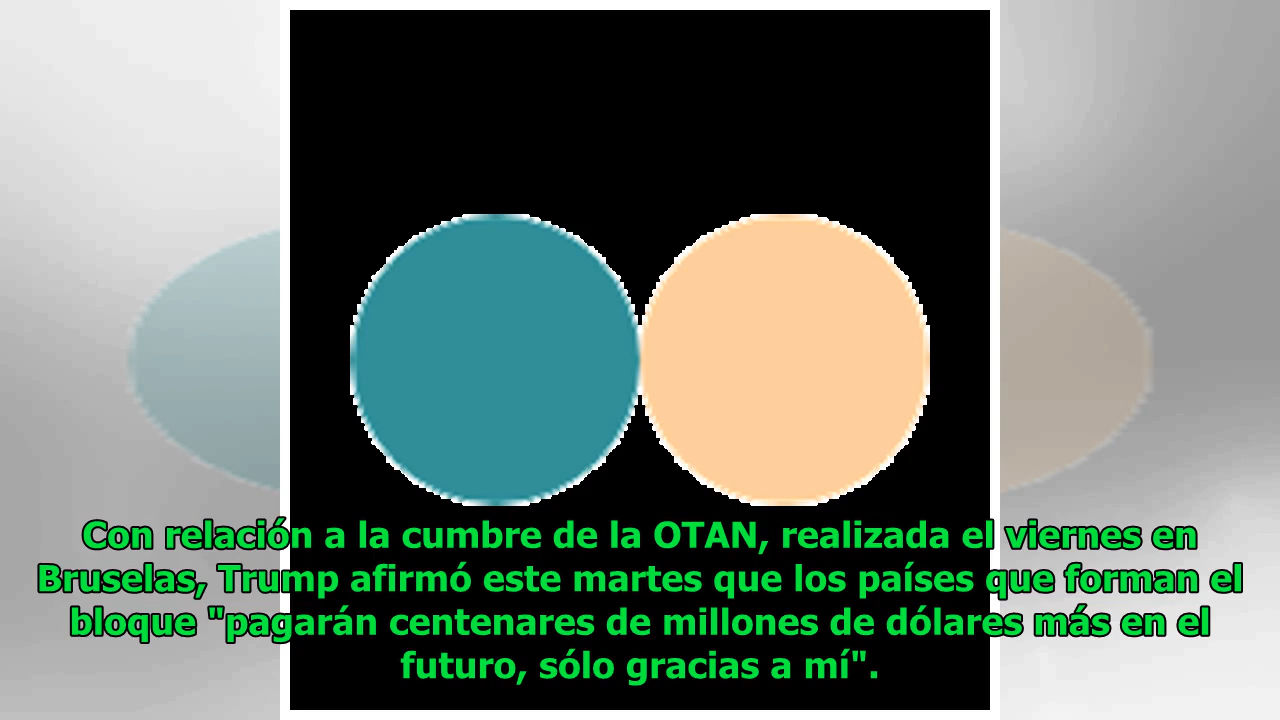 Con relación a la cumbre de la OTAN, realizada el viernes en
Bruselas, Trump afirmó este martes que los países que forman el
bloque "pagarán centenares de millones de dólares más en el
futuro, sólo gracias a mí".